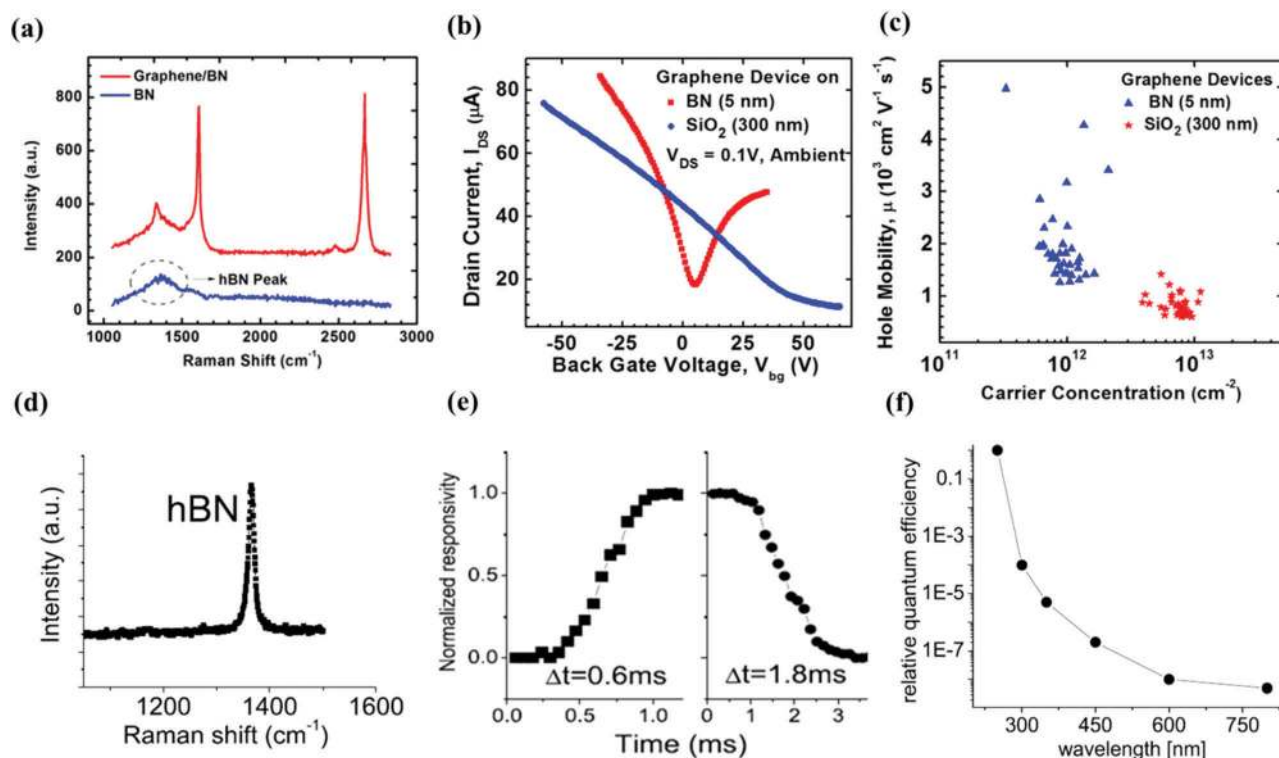 (a)
Graphene/BN
BN
hBN Peak
Intensity (a.u.)
0
200
400
600
800
1000 1500 2000 2500 3000
Raman Shift (cm⁻¹)
(b)
Graphene Device on
BN (5 nm)
SiO₂ (300 nm)
V_DS = 0.1V, Ambient
Drain Current, I_DS (μA)
80
60
40
20
-50 -25 0 25 50
Back Gate Voltage, V_bg (V)
(c)
Graphene Devices
BN (5 nm)
SiO₂ (300 nm)
Hole Mobility, μ (10³ cm² V⁻¹ s⁻¹)
5
4
3
2
1
10¹¹ 10¹² 10¹³
Carrier Concentration (cm⁻²)
(d)
hBN
Intensity (a.u.)
1200 1400 1600
Raman shift (cm⁻¹)
(e)
Normalized responsivity
1.0
0.5
0.0
Δt=0.6ms
Δt=1.8ms
0.0 0.5 1.0 0 1 2 3
Time (ms)
(f)
relative quantum efficiency
0.1
1E-3
1E-5
1E-7
300 450 600 750
wavelength [nm]